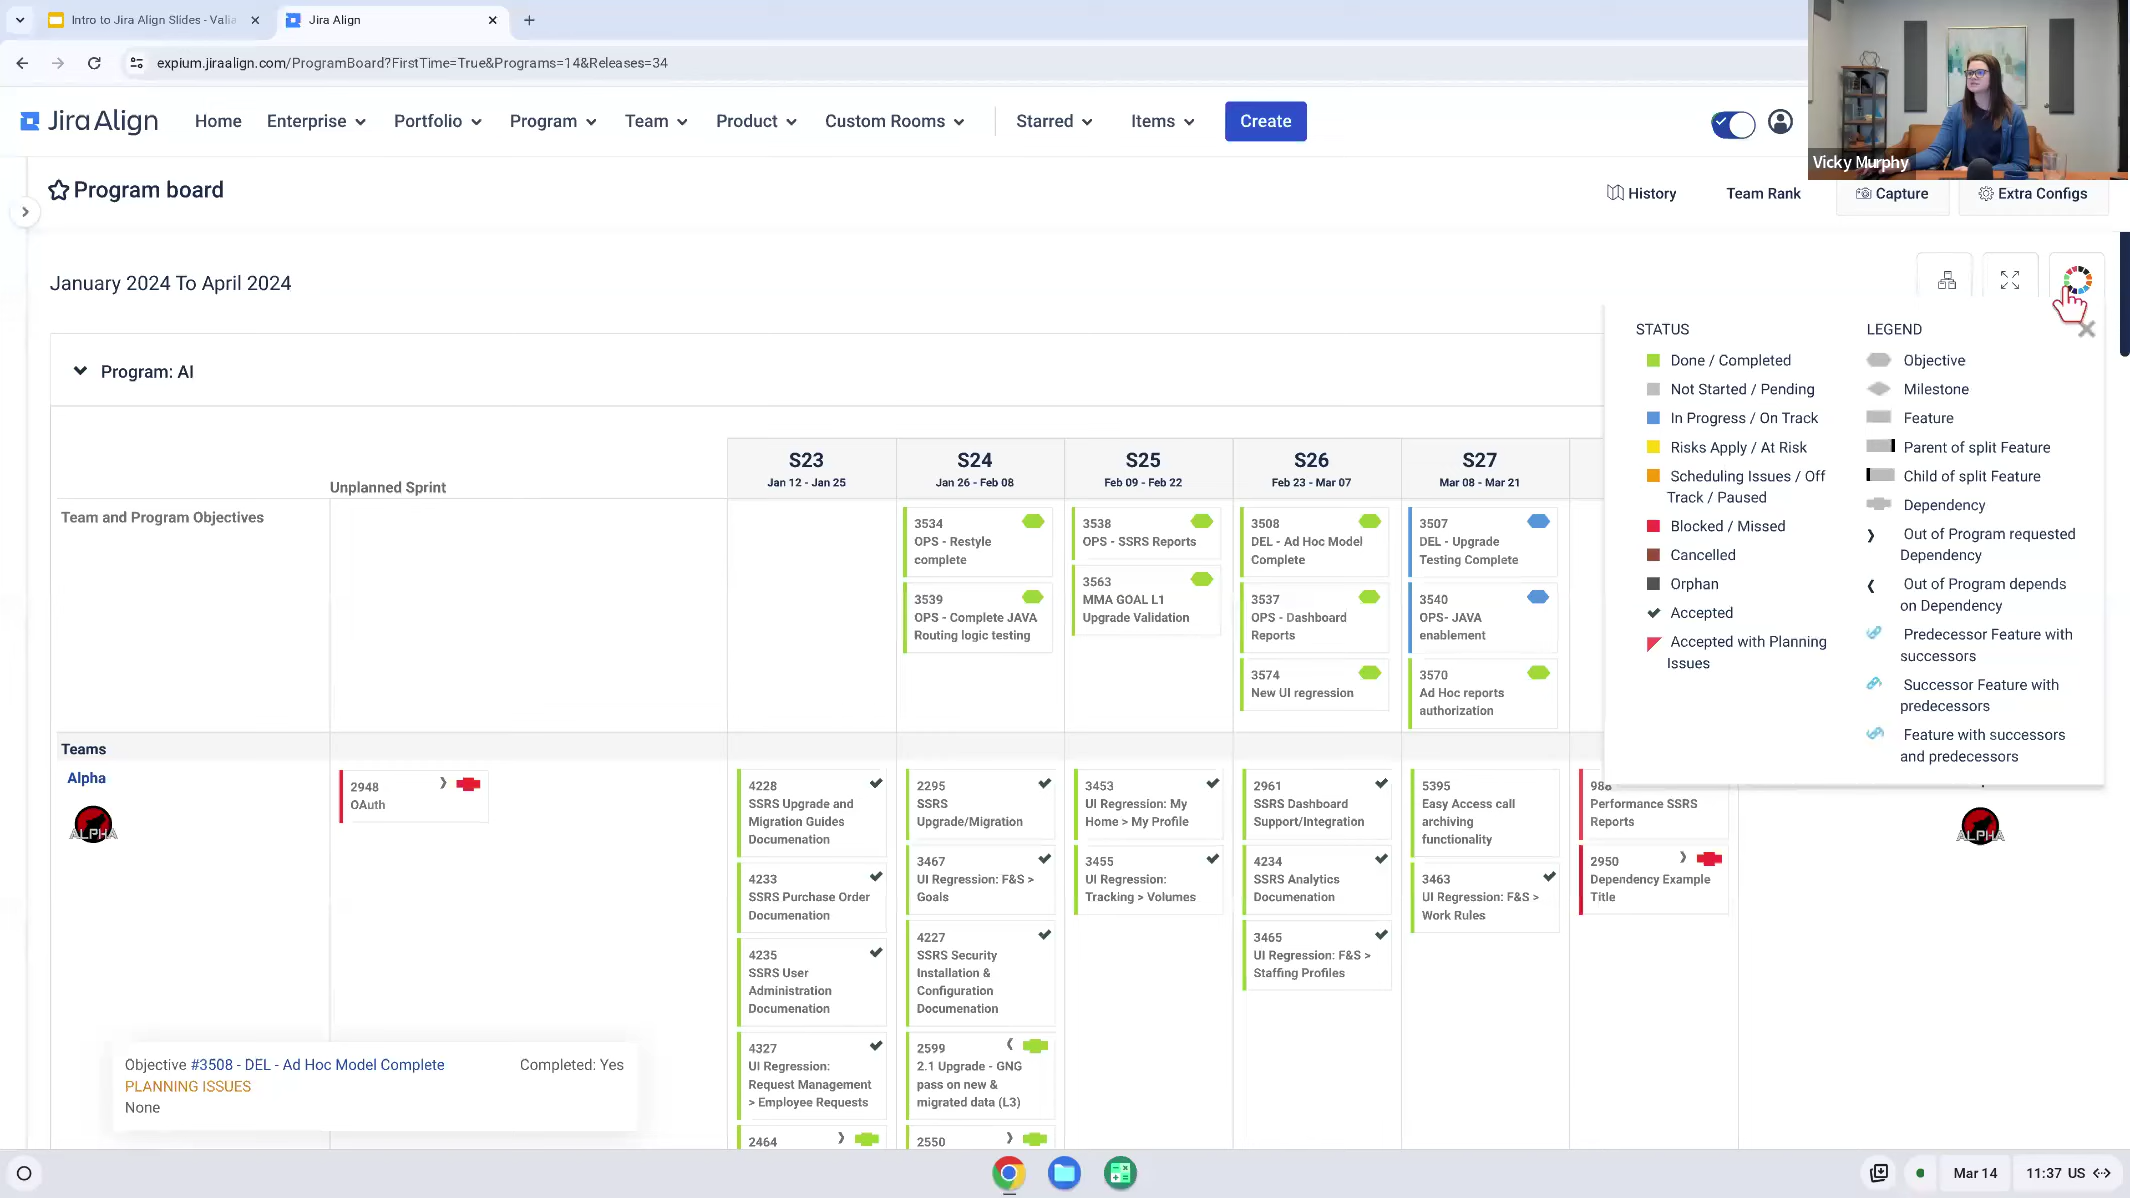 Intro to Jira Align Slides - Valia
Jira Align
expium.jiraalign.com/ProgramBoard?FirstTime=True&Programs=14&Releases=34
Jira Align
Home
Enterprise
Portfolio
Program
Team
Product
Custom Rooms
Starred
Items
Create
Vicky Murphy
Program board
History
Team Rank
Capture
Extra Configs
January 2024 To April 2024
Program: AI
STATUS
Done / Completed
Not Started / Pending
In Progress / On Track
Risks Apply / At Risk
Scheduling Issues / Off
Track / Paused
Blocked / Missed
Cancelled
Orphan
Accepted
Accepted with Planning
Issues
LEGEND
Objective
Milestone
Feature
Parent of split Feature
Child of split Feature
Dependency
Out of Program requested
Dependency
Out of Program depends
on Dependency
Predecessor Feature with
successors
Successor Feature with
predecessors
Feature with successors
and predecessors
Unplanned Sprint
S23
Jan 12 - Jan 25
S24
Jan 26 - Feb 08
S25
Feb 09 - Feb 22
S26
Feb 23 - Mar 07
S27
Mar 08 - Mar 21
Team and Program Objectives
3534
OPS - Restyle
complete
3539
OPS - Complete JAVA
Routing logic testing
3538
OPS - SSRS Reports
3563
MMA GOAL L1
Upgrade Validation
3508
DEL - Ad Hoc Model
Complete
3537
OPS - Dashboard
Reports
3574
New UI regression
3507
DEL - Upgrade
Testing Complete
3540
OPS- JAVA
enablement
3570
Ad Hoc reports
authorization
Teams
Alpha
ALPHA
2948
OAuth
4228
SSRS Upgrade and
Migration Guides
Documenation
4233
SSRS Purchase Order
Documenation
4235
SSRS User
Administration
Documenation
4327
UI Regression:
Request Management
> Employee Requests
2464
2295
SSRS
Upgrade/Migration
3467
UI Regression: F&S >
Goals
4227
SSRS Security
Installation &
Configuration
Documenation
2599
2.1 Upgrade - GNG
pass on new &
migrated data (L3)
2550
3453
UI Regression: My
Home > My Profile
3455
UI Regression:
Tracking > Volumes
2961
SSRS Dashboard
Support/Integration
4234
SSRS Analytics
Documenation
3465
UI Regression: F&S >
Staffing Profiles
5395
Easy Access call
archiving
functionality
3463
UI Regression: F&S >
Work Rules
Performance SSRS
Reports
2950
Dependency Example
Title
ALPHA
Objective #3508 - DEL - Ad Hoc Model Complete
Completed: Yes
PLANNING ISSUES
None
Mar 14
11:37 US